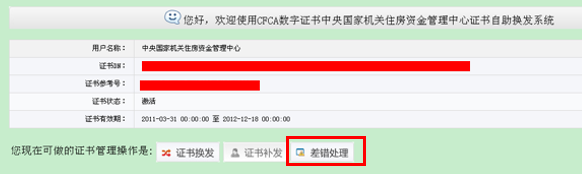 您好，欢迎使用CFCA数字证书中央国家机关住房资金管理中心证书自助换发系统
用户名称： 中央国家机关住房资金管理中心
证书DN：
证书参考号：
证书状态： 激活
证书有效期： 2011-03-31 00:00:00 至 2012-12-18 00:00:00
您现在可做的证书管理操作是: 证书换发 证书补发 差错处理